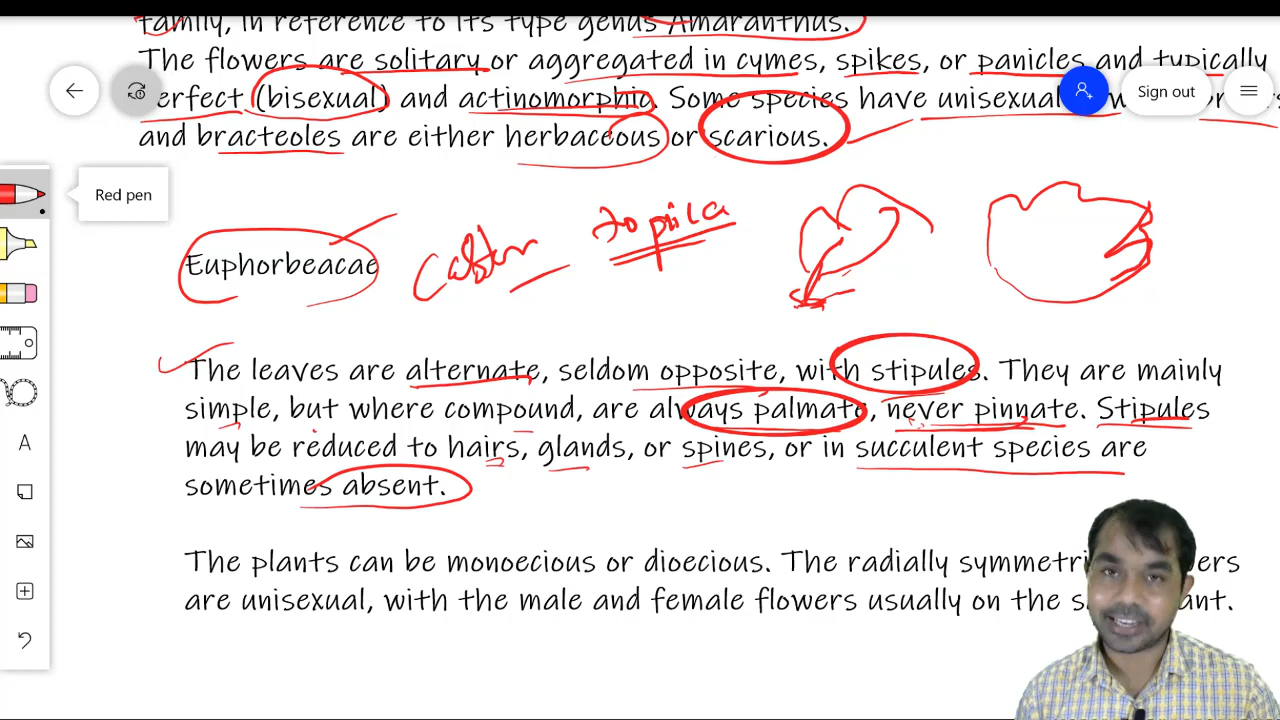 family, in reference to its type genus Amaranthus.
The flowers are solitary or aggregated in cymes, spikes, or panicles and typically
perfect (bisexual) and actinomorphic. Some species have unisexual
and bracteoles are either herbaceous or scarious.
Sign out
Red pen
Euphorbeacae
Caster
topiica
The leaves are alternate, seldom opposite, with stipules. They are mainly
simple, but where compound, are always palmate, never pinnate. Stipules
may be reduced to hairs, glands, or spines, or in succulent species are
sometimes absent.
The plants can be monoecious or dioecious. The radially symmetri
are unisexual, with the male and female flowers usually on the
A